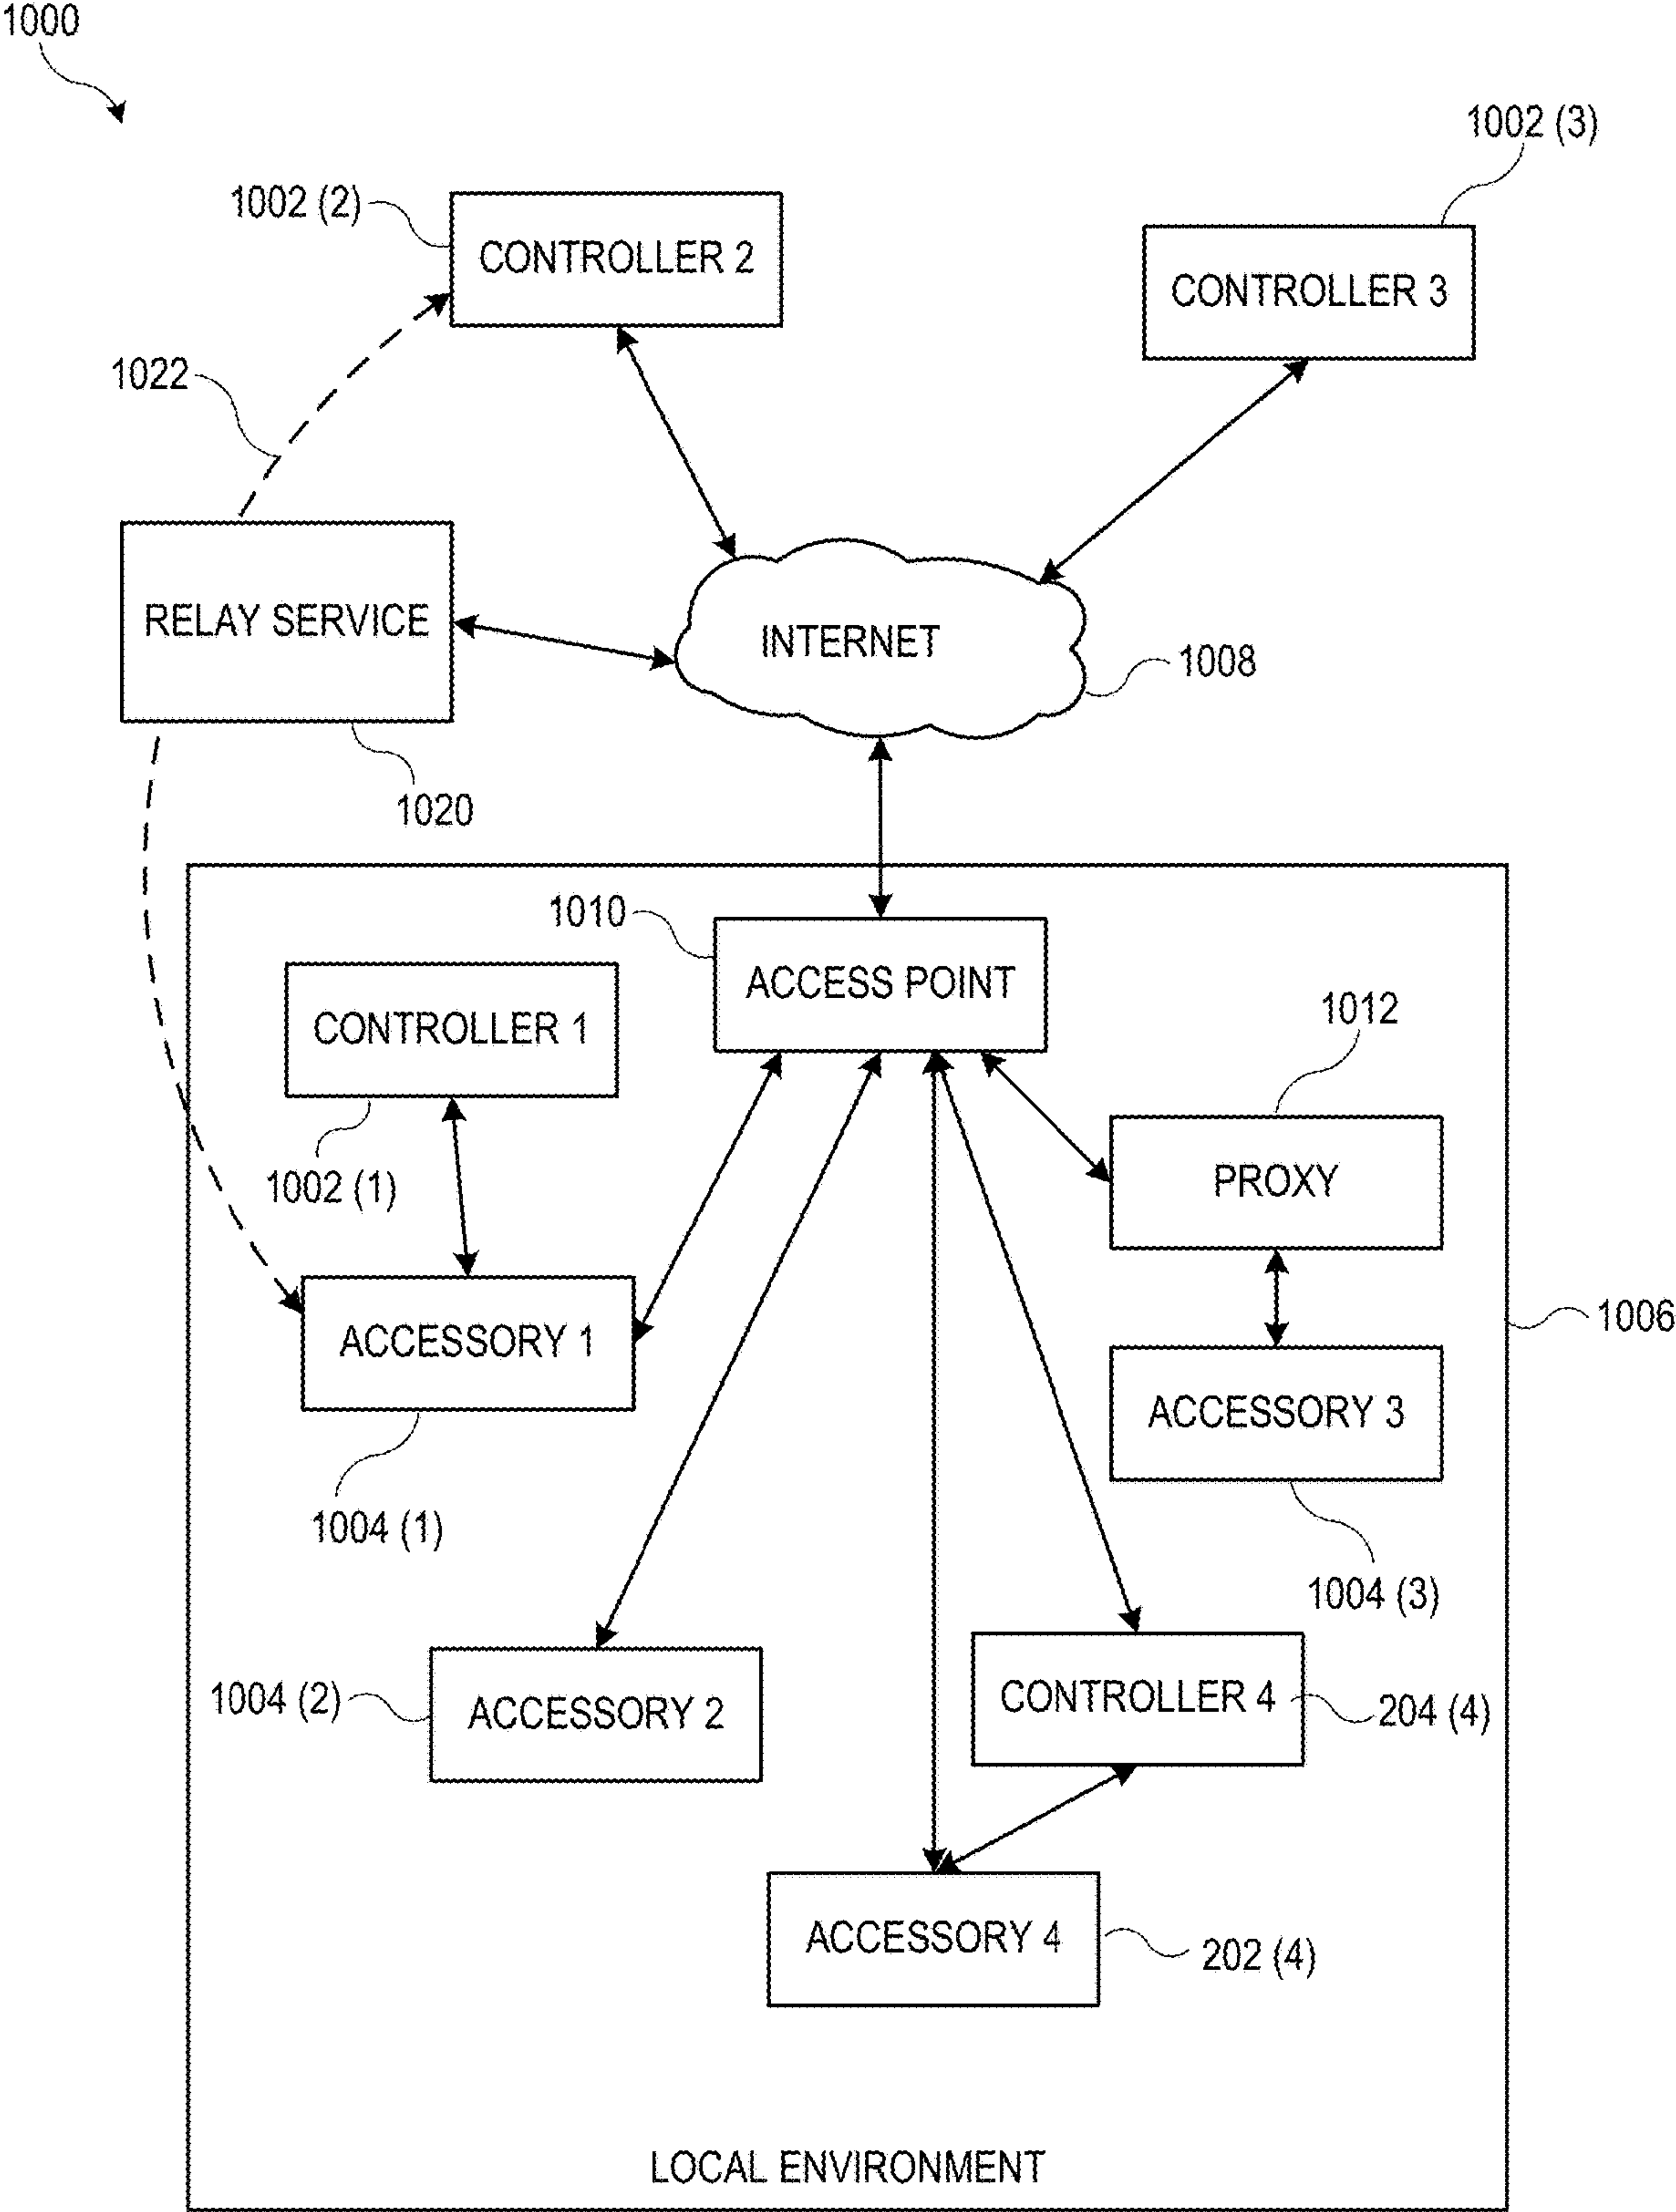 1000
1002 (3)
1002 (2)
CONTROLLER 2
CONTROLLER 3
1022
RELAY SERVICE
INTERNET
1008
1020
1010
ACCESS POINT
CONTROLLER 1
1012
1002 (1)
PROXY
1006
ACCESSORY 1
ACCESSORY 3
1004 (1)
1004 (3)
1004 (2)
ACCESSORY 2
CONTROLLER 4
204 (4)
ACCESSORY 4
202 (4)
LOCAL ENVIRONMENT